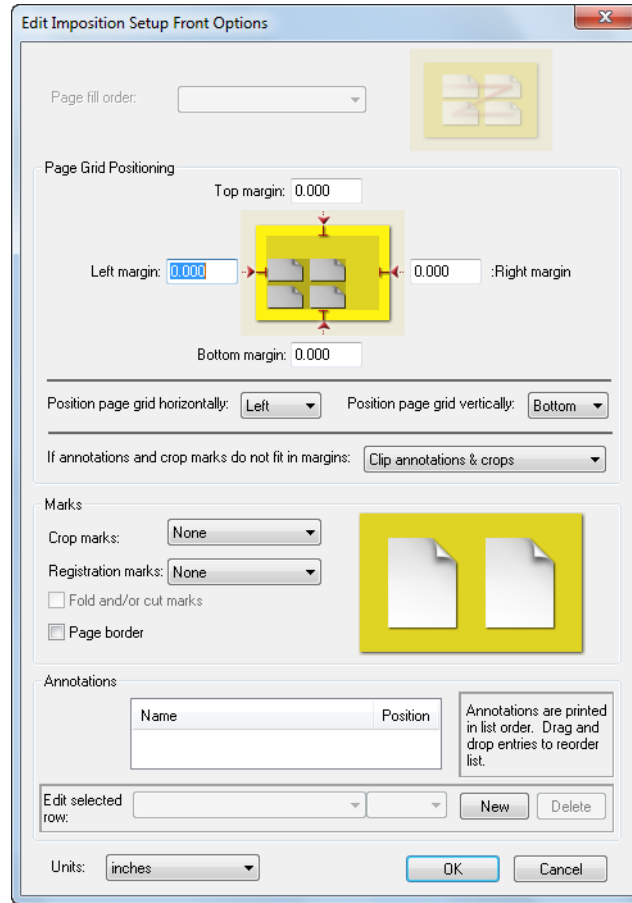 Edit Imposition Setup Front Options
Page fill order:
Page Grid Positioning
Top margin: 0.000
Left margin: 0.000 0.000 :Right margin
Bottom margin: 0.000
Position page grid horizontally: Left Position page grid vertically: Bottom
If annotations and crop marks do not fit in margins: Clip annotations & crops
Marks
Crop marks: None
Registration marks: None
Fold and/or cut marks
Page border
Annotations
Name Position
Annotations are printed
in list order. Drag and
drop entries to reorder
list.
Edit selected
row:
New Delete
Units: inches OK Cancel